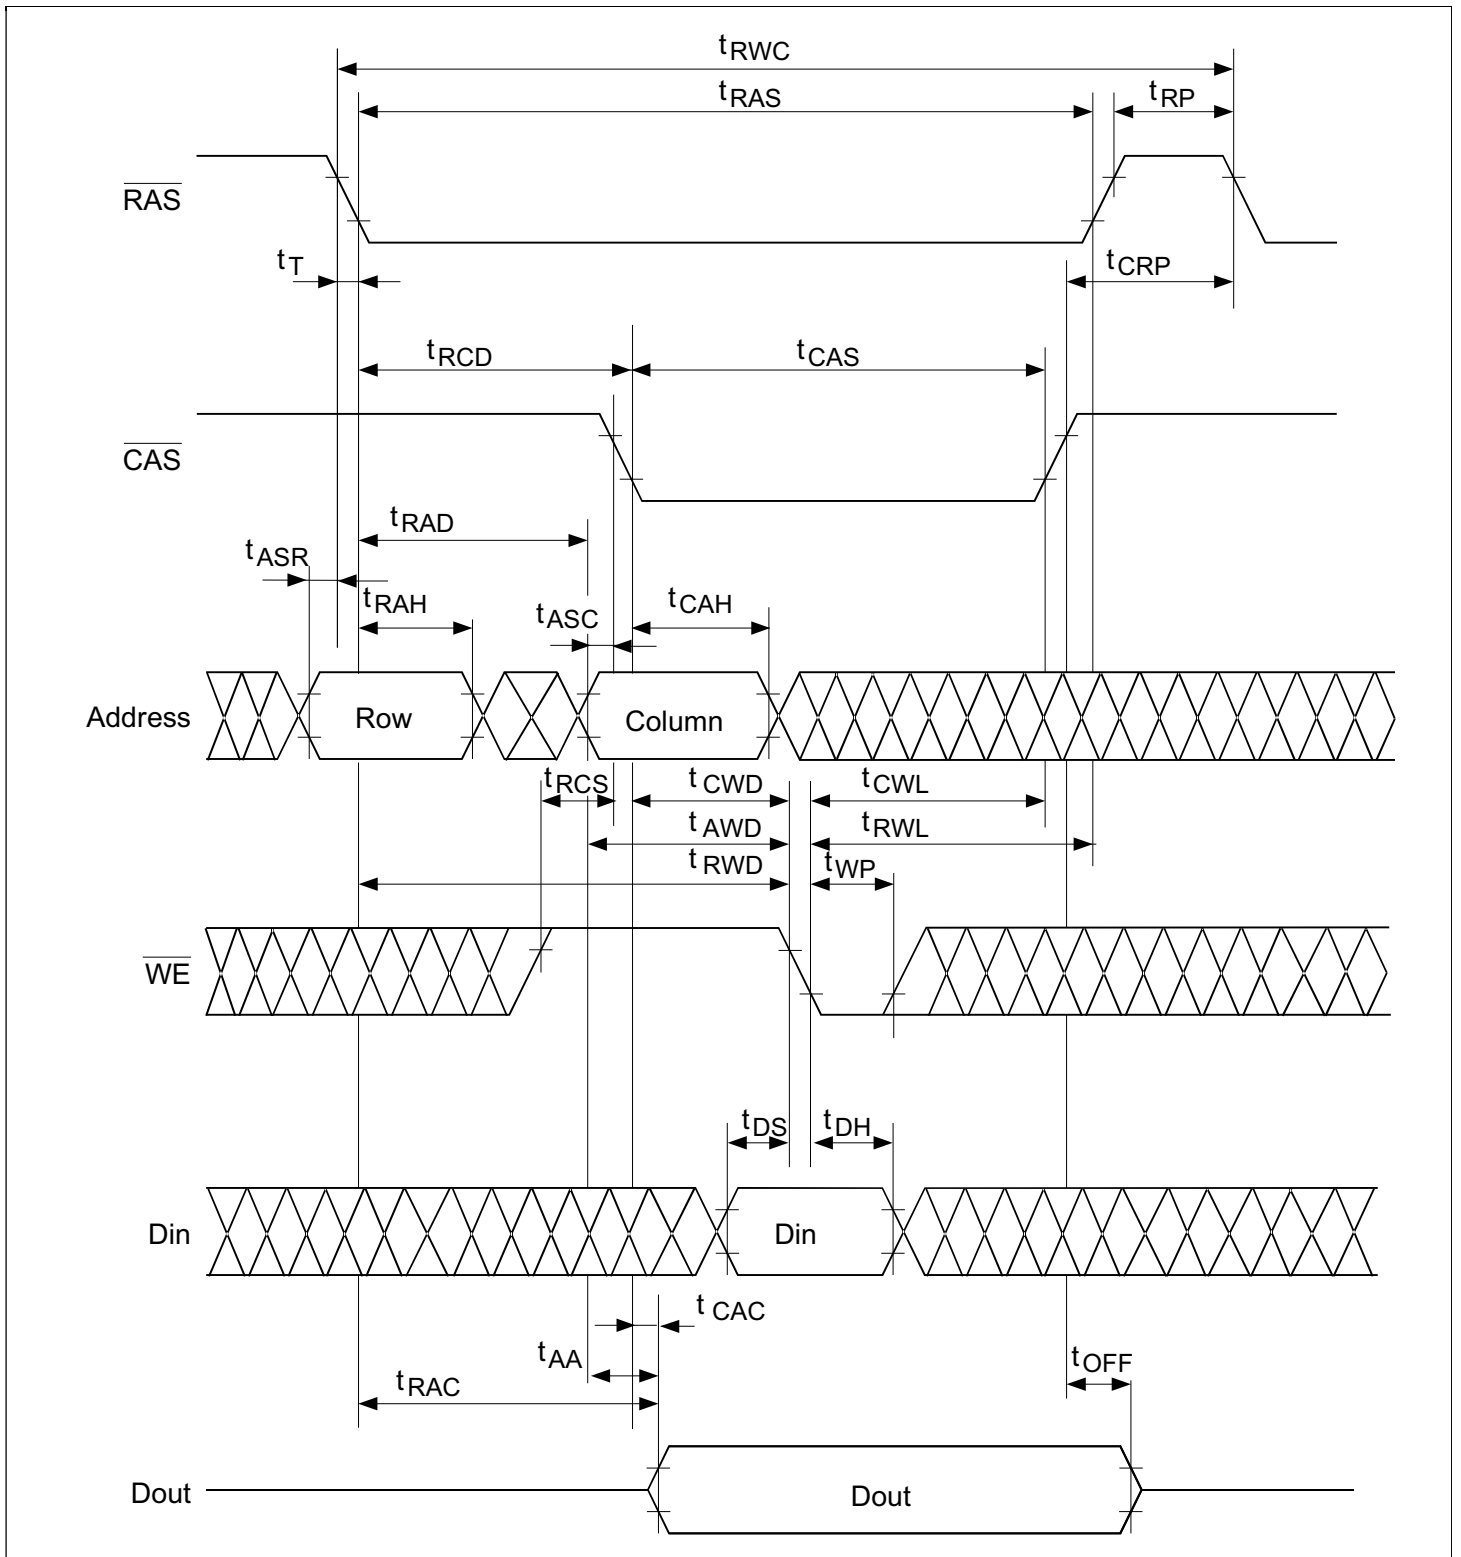 tRWC
tRAS
tRP
RAS
tT
tCRP
tRCD
tCAS
CAS
tRAD
tASR
tRAH
tASC
tCAH
Address
Row
Column
tRCS
tCWD
tCWL
tAWD
tRWL
tRWD
tWP
WE
tDS
tDH
Din
Din
tCAC
tAA
tOFF
tRAC
Dout
Dout